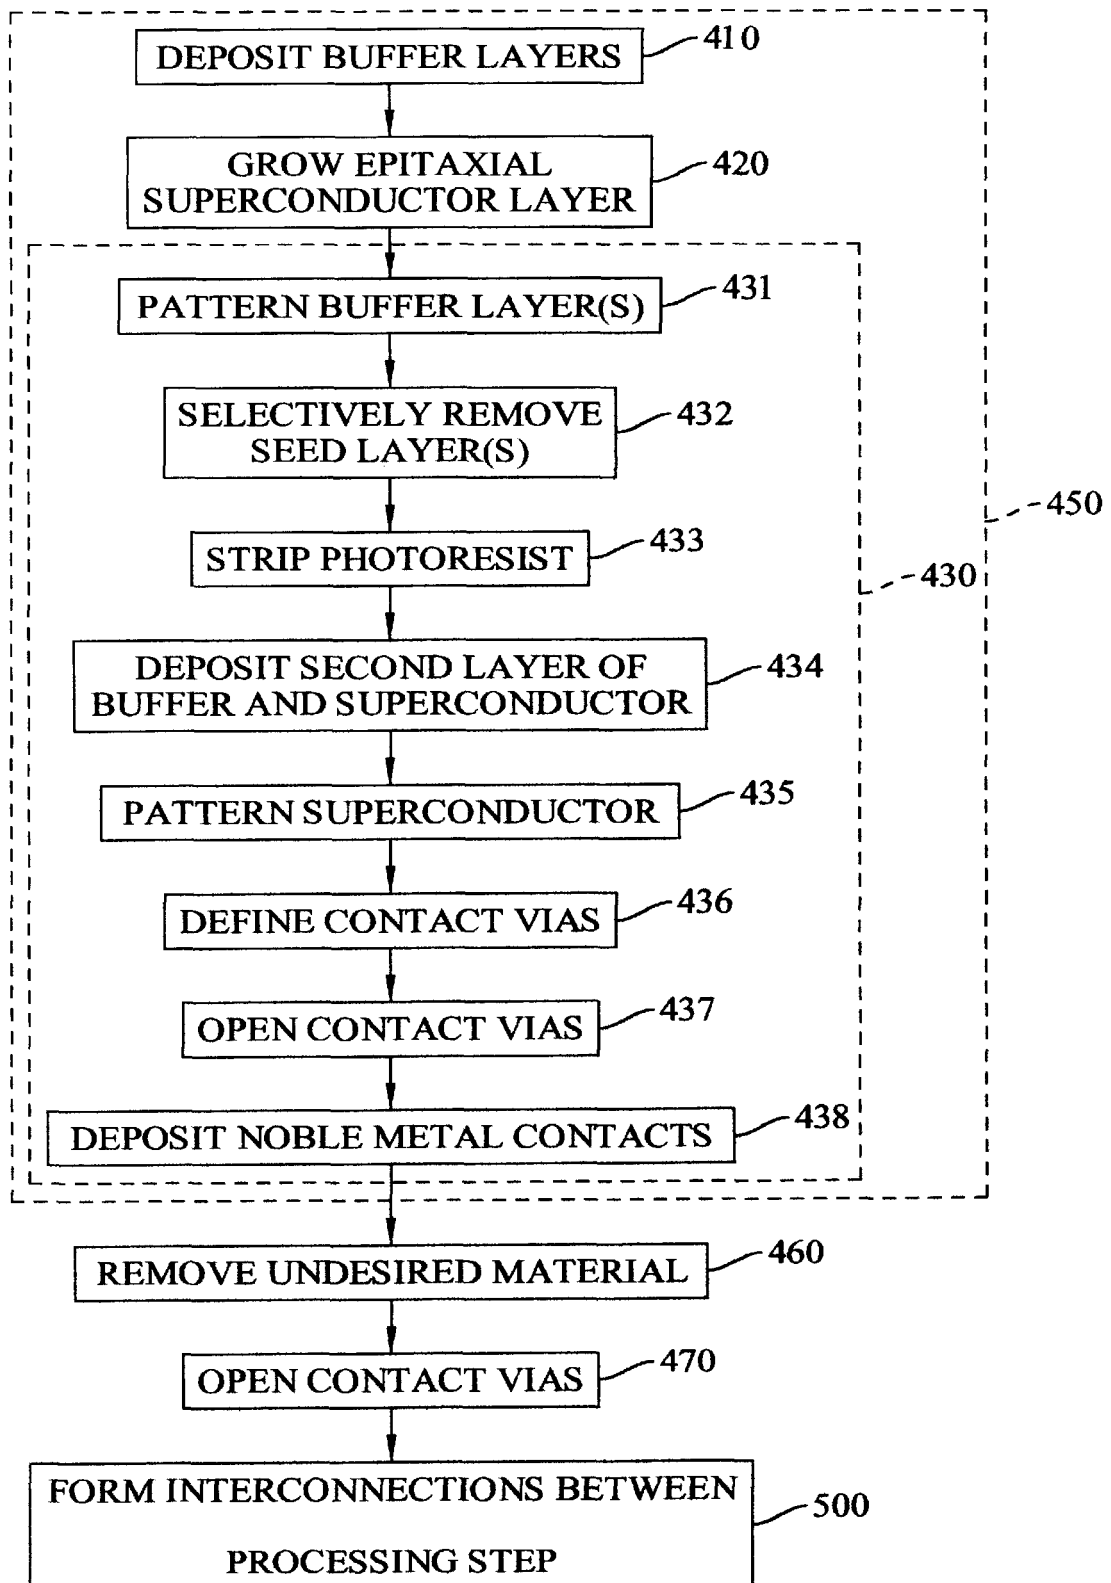 DEPOSIT BUFFER LAYERS
410
GROW EPITAXIAL
SUPERCONDUCTOR LAYER
420
PATTERN BUFFER LAYER(S)
431
SELECTIVELY REMOVE
SEED LAYER(S)
432
450
STRIP PHOTORESIST
433
430
DEPOSIT SECOND LAYER OF
BUFFER AND SUPERCONDUCTOR
434
PATTERN SUPERCONDUCTOR
435
DEFINE CONTACT VIAS
436
OPEN CONTACT VIAS
437
DEPOSIT NOBLE METAL CONTACTS
438
REMOVE UNDESIRED MATERIAL
460
OPEN CONTACT VIAS
470
FORM INTERCONNECTIONS BETWEEN
PROCESSING STEP
500